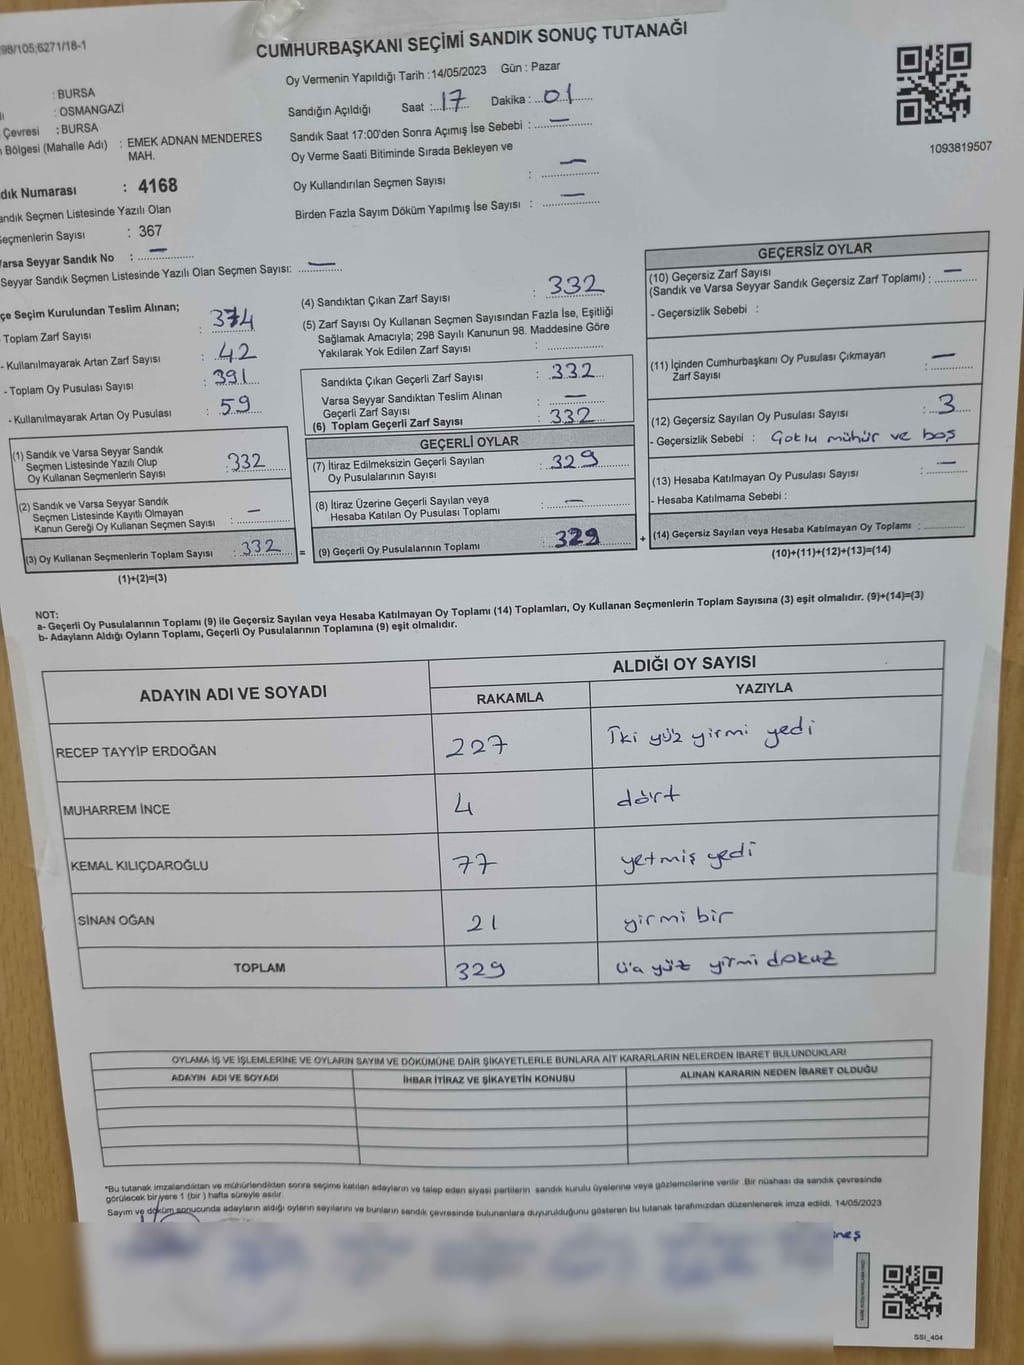 98/105;6271/18-1
CUMHURBAŞKANI SEÇİMİ SANDIK SONUÇ TUTANAĞI
: BURSA
: OSMANGAZİ
Çevresi : BURSA
Bölgesi (Mahalle Adı) : EMEK ADNAN MENDERES
MAH.
dık Numarası : 4168
andık Seçmen Listesinde Yazılı Olan
eçmenlerin Sayısı : 367
arsa Seyyar Sandık No : —
Seyyar Sandık Seçmen Listesinde Yazılı Olan Seçmen Sayısı: —
Oy Vermenin Yapıldığı Tarih : 14/05/2023 Gün : Pazar
Sandığın Açıldığı Saat : 17 Dakika : 01
Sandık Saat 17:00'den Sonra Açımış İse Sebebi : —
Oy Verme Saati Bitiminde Sırada Bekleyen ve
Oy Kullandırılan Seçmen Sayısı : —
Birden Fazla Sayım Döküm Yapılmış İse Sayısı : —
1093819507
çe Seçim Kurulundan Teslim Alınan;
Toplam Zarf Sayısı : 374
- Kullanılmayarak Artan Zarf Sayısı : 42
- Toplam Oy Pusulası Sayısı : 391
- Kullanılmayarak Artan Oy Pusulası : 59
(1) Sandık ve Varsa Seyyar Sandık
Seçmen Listesinde Yazılı Olup
Oy Kullanan Seçmenlerin Sayısı : 332
(2) Sandık ve Varsa Seyyar Sandık
Seçmen Listesinde Kayıtlı Olmayan
Kanun Gereği Oy Kullanan Seçmen Sayısı : —
(3) Oy Kullanan Seçmenlerin Toplam Sayısı : 332 =
(1)+(2)=(3)
(4) Sandıktan Çıkan Zarf Sayısı : 332
(5) Zarf Sayısı Oy Kullanan Seçmen Sayısından Fazla İse, Eşitliği
Sağlamak Amacıyla; 298 Sayılı Kanunun 98. Maddesine Göre
Yakılarak Yok Edilen Zarf Sayısı :
Sandıkta Çıkan Geçerli Zarf Sayısı : 332
Varsa Seyyar Sandıktan Teslim Alınan
Geçerli Zarf Sayısı : —
(6) Toplam Geçerli Zarf Sayısı : 332
GEÇERLİ OYLAR
(7) İtiraz Edilmeksizin Geçerli Sayılan
Oy Pusulalarının Sayısı : 329
(8) İtiraz Üzerine Geçerli Sayılan veya
Hesaba Katılan Oy Pusulası Toplamı : —
(9) Geçerli Oy Pusulalarının Toplamı : 329 +
GEÇERSİZ OYLAR
(10) Geçersiz Zarf Sayısı
(Sandık ve Varsa Seyyar Sandık Geçersiz Zarf Toplamı) : —
- Geçersizlik Sebebi :
(11) İçinden Cumhurbaşkanı Oy Pusulası Çıkmayan
Zarf Sayısı : —
(12) Geçersiz Sayılan Oy Pusulası Sayısı : 3
- Geçersizlik Sebebi : Çoklu mühür ve boş
(13) Hesaba Katılmayan Oy Pusulası Sayısı : —
- Hesaba Katılmama Sebebi :
(14) Geçersiz Sayılan veya Hesaba Katılmayan Oy Toplamı :
(10)+(11)+(12)+(13)=(14)
NOT:
a- Geçerli Oy Pusulalarının Toplamı (9) ile Geçersiz Sayılan veya Hesaba Katılmayan Oy Toplamı (14) Toplamları, Oy Kullanan Seçmenlerin Toplam Sayısına (3) eşit olmalıdır. (9)+(14)=(3)
b- Adayların Aldığı Oyların Toplamı, Geçerli Oy Pusulalarının Toplamına (9) eşit olmalıdır.
ADAYIN ADI VE SOYADI ALDIĞI OY SAYISI
RAKAMLA YAZIYLA
RECEP TAYYİP ERDOĞAN 227 İki yüz yirmi yedi
MUHARREM İNCE 4 dört
KEMAL KILIÇDAROĞLU 77 yetmiş yedi
SİNAN OĞAN 21 yirmi bir
TOPLAM 329 üç yüz yirmi dokuz
OYLAMA İŞ VE İŞLEMLERİNE VE OYLARIN SAYIM VE DÖKÜMÜNE DAİR ŞİKAYETLERLE BUNLARA AİT KARARLARIN NELERDEN İBARET BULUNDUKLARI
ADAYIN ADI VE SOYADI İHBAR İTİRAZ VE ŞİKAYETİN KONUSU ALINAN KARARIN NEDEN İBARET OLDUĞU
*Bu tutanak imzalandıktan ve mühürlendikten sonra seçime katılan adayların ve talep eden siyasi partilerin sandık kurulu üyelerine veya gözlemcilerine verilir. Bir nüshası da sandık çevresinde
görülecek bir yere 1 (bir) hafta süreyle asılır.
Sayım ve döküm sonucunda adayların aldığı oyların sayılarını ve bunların sandık çevresinde bulunanlara duyurulduğunu gösteren bu tutanak tarafımızdan düzenlenerek imza edildi. 14/05/2023
neş
SSİ_404